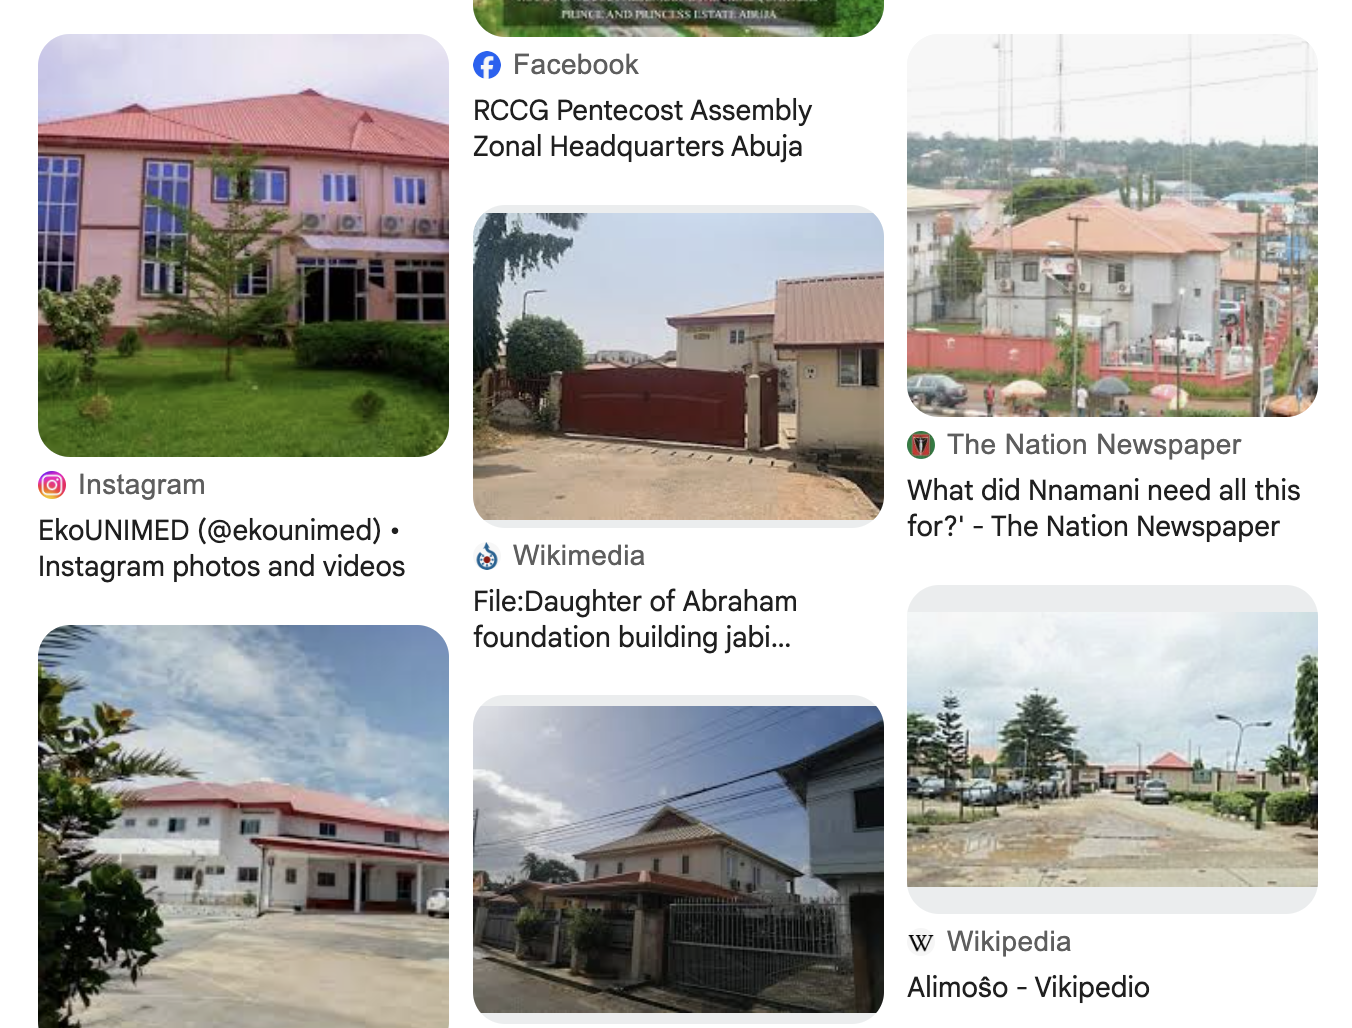 Instagram
EkoUNIMED (@ekounimed) •
Instagram photos and videos
PRINCE AND PRINCESS ESTATE ABUJA
Facebook
RCCG Pentecost Assembly
Zonal Headquarters Abuja
Wikimedia
File:Daughter of Abraham
foundation building jabi...
The Nation Newspaper
What did Nnamani need all this
for?' - The Nation Newspaper
W Wikipedia
Alimoŝo - Vikipedio